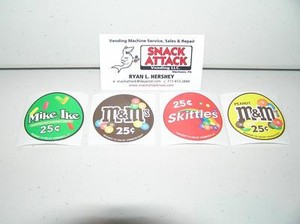 Vending Machine Service, Sales & Repair
SNACK
ATTACK
Vending LLC
RYAN L. HERSHEY
Mike Ike
25¢
m&m's
25¢
25¢
Skittles
PEANUT
m&m's
25¢